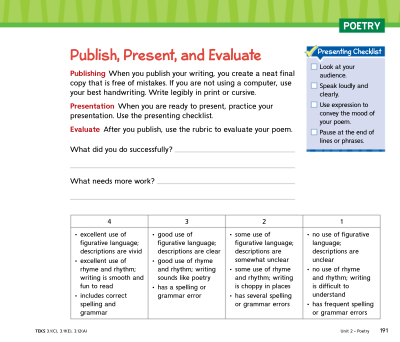 POETRY
Publish, Present, and Evaluate
Publishing When you publish your writing, you create a neat final
copy that is free of mistakes. If you are not using a computer, use
your best handwriting. Write legibly in print or cursive.
Presentation When you are ready to present, practice your
presentation. Use the presenting checklist.
Evaluate After you publish, use the rubric to evaluate your poem.
What did you do successfully?
What needs more work?
Presenting Checklist
Look at your
audience.
Speak loudly and
clearly.
Use expression to
convey the mood of
your poem.
Pause at the end of
lines or phrases.
4
• excellent use of
figurative language;
descriptions are vivid
• excellent use of
rhyme and rhythm;
writing is smooth and
fun to read
• includes correct
spelling and
grammar
3
• good use of
figurative language;
descriptions are clear
• good use of rhyme
and rhythm; writing
sounds like poetry
• has a spelling or
grammar error
2
• some use of
figurative language;
descriptions are
somewhat unclear
• some use of rhyme
and rhythm; writing
is choppy in places
• has several spelling
or grammar errors
1
• no use of figurative
language;
descriptions are
unclear
• no use of rhyme
and rhythm; writing
is difficult to
understand
• has frequent spelling
or grammar errors
TEKS
Unit 2 – Poetry 191